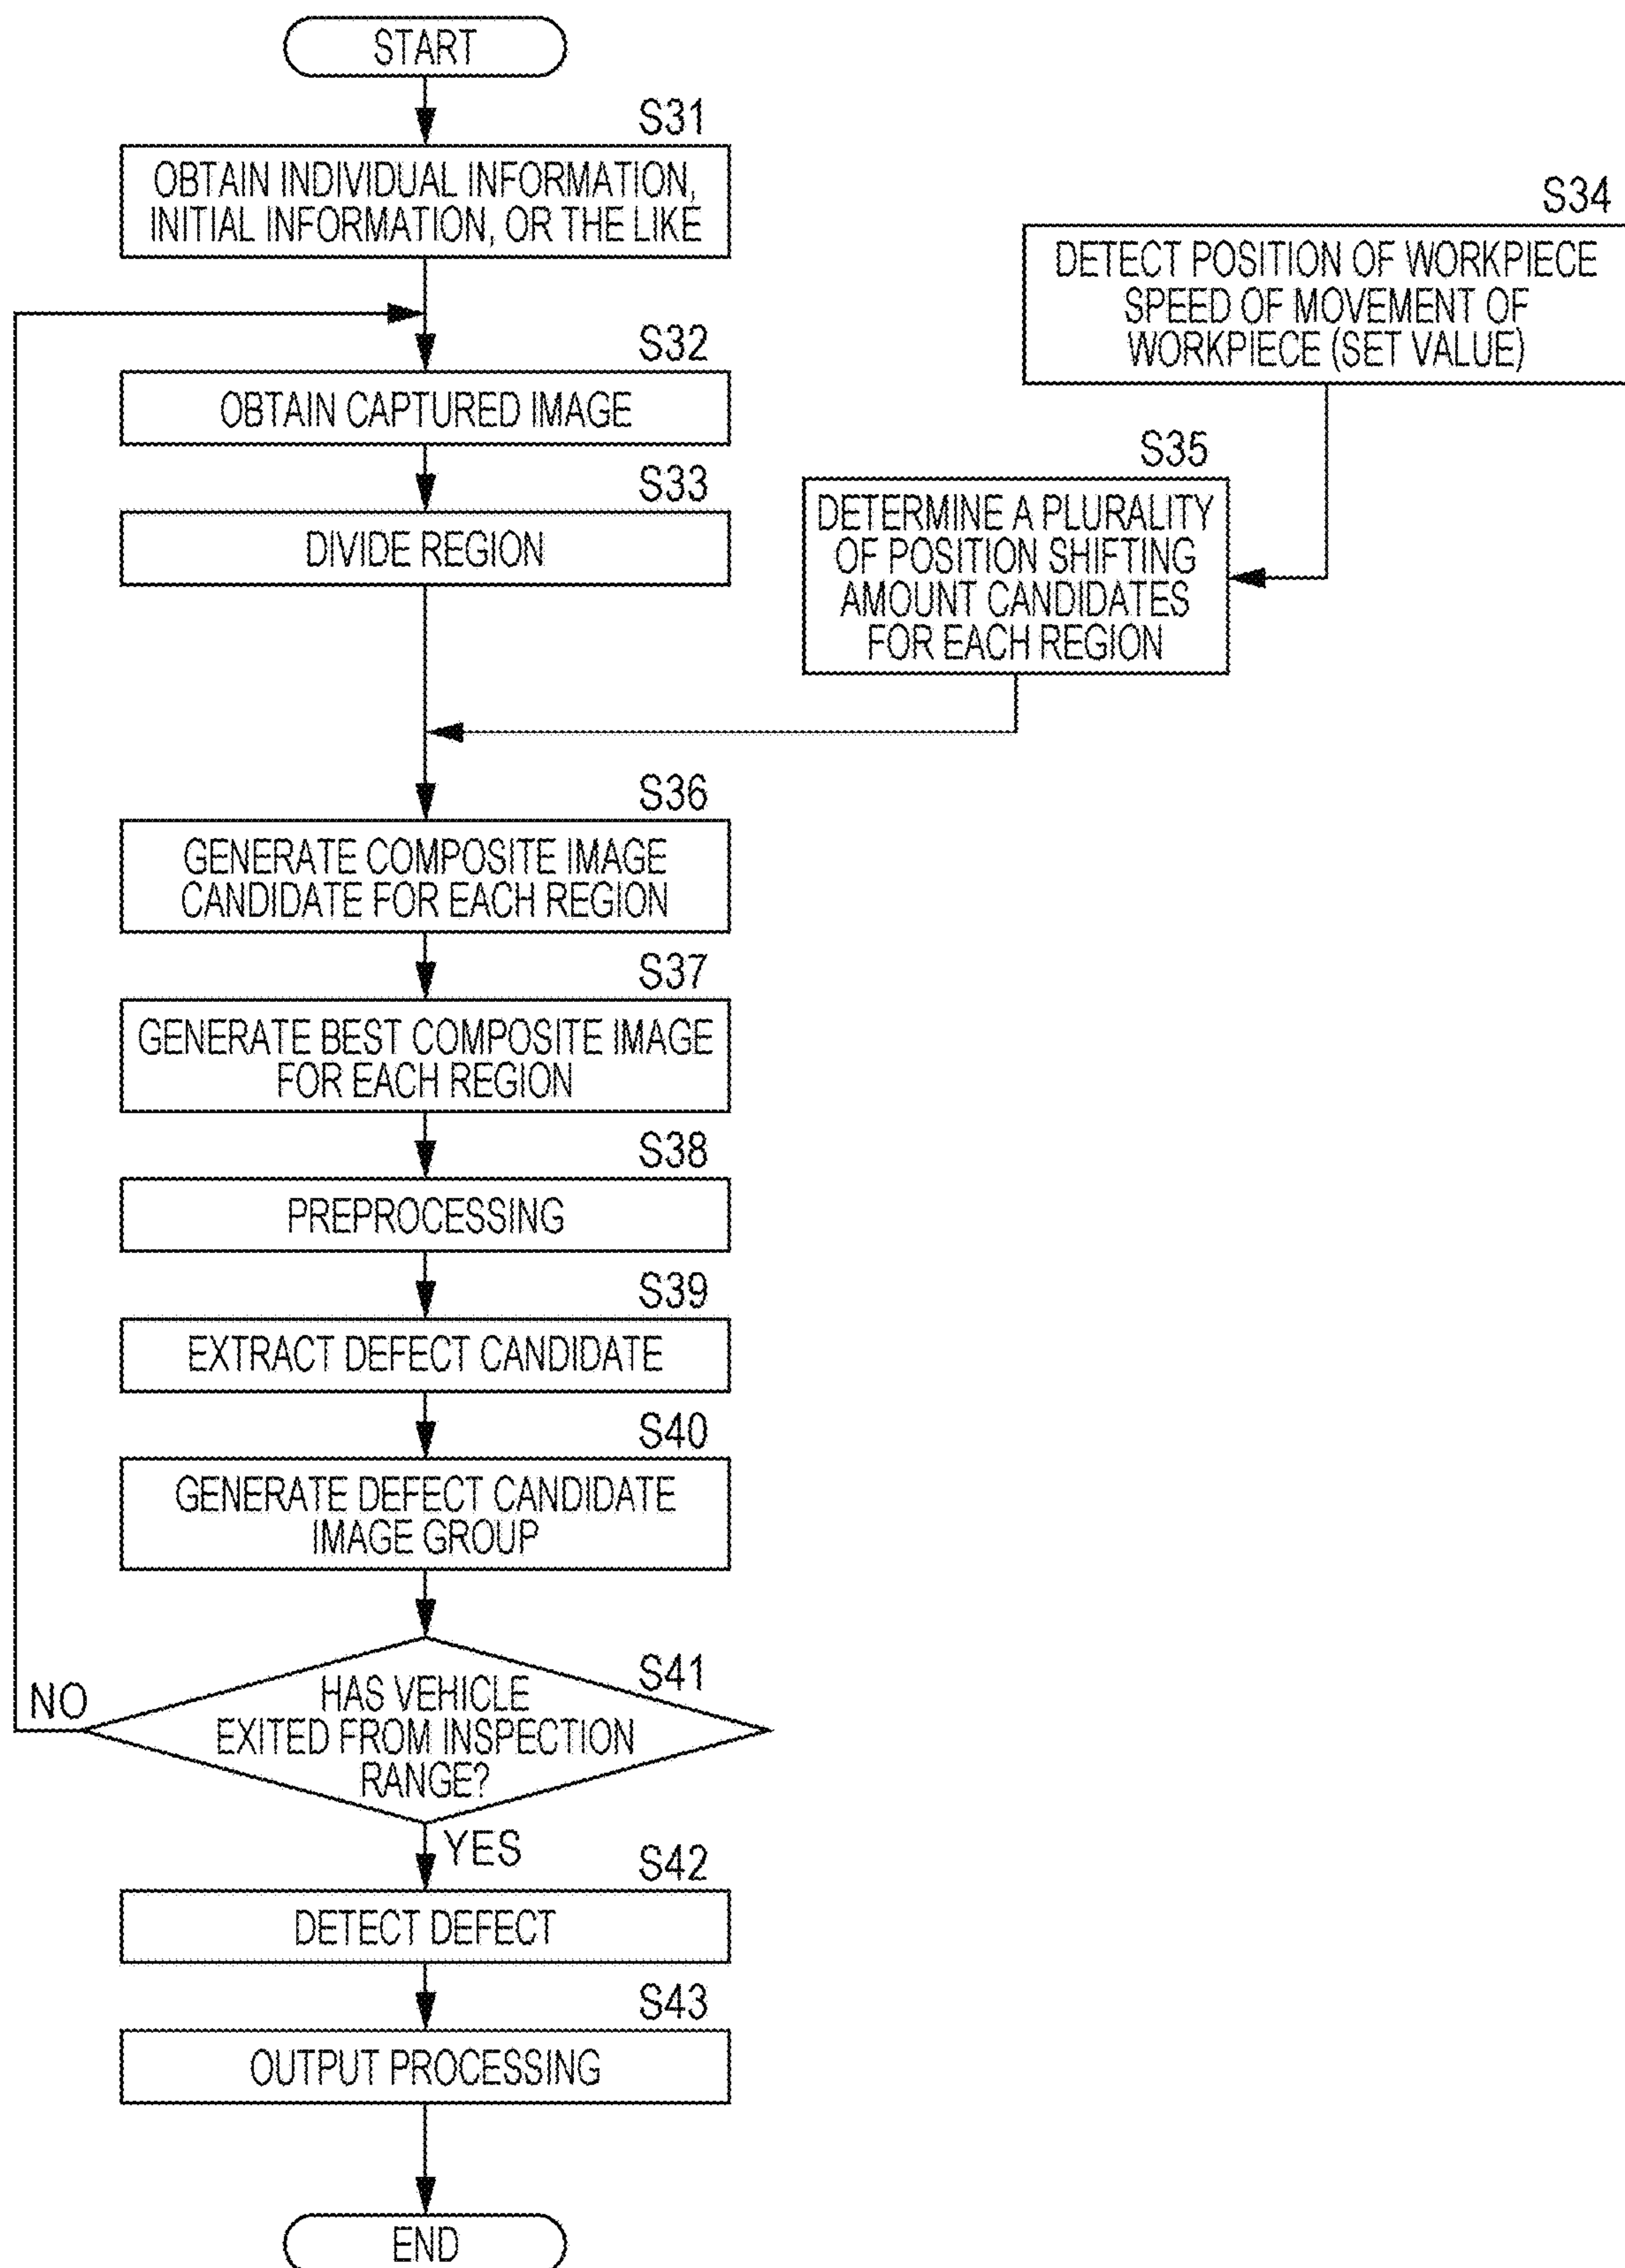 START
S31
OBTAIN INDIVIDUAL INFORMATION,
INITIAL INFORMATION, OR THE LIKE
S34
DETECT POSITION OF WORKPIECE
SPEED OF MOVEMENT OF
WORKPIECE (SET VALUE)
S32
OBTAIN CAPTURED IMAGE
S33
DIVIDE REGION
S35
DETERMINE A PLURALITY
OF POSITION SHIFTING
AMOUNT CANDIDATES
FOR EACH REGION
S36
GENERATE COMPOSITE IMAGE
CANDIDATE FOR EACH REGION
S37
GENERATE BEST COMPOSITE IMAGE
FOR EACH REGION
S38
PREPROCESSING
S39
EXTRACT DEFECT CANDIDATE
S40
GENERATE DEFECT CANDIDATE
IMAGE GROUP
S41
HAS VEHICLE
EXITED FROM INSPECTION
RANGE?
NO
YES
S42
DETECT DEFECT
S43
OUTPUT PROCESSING
END